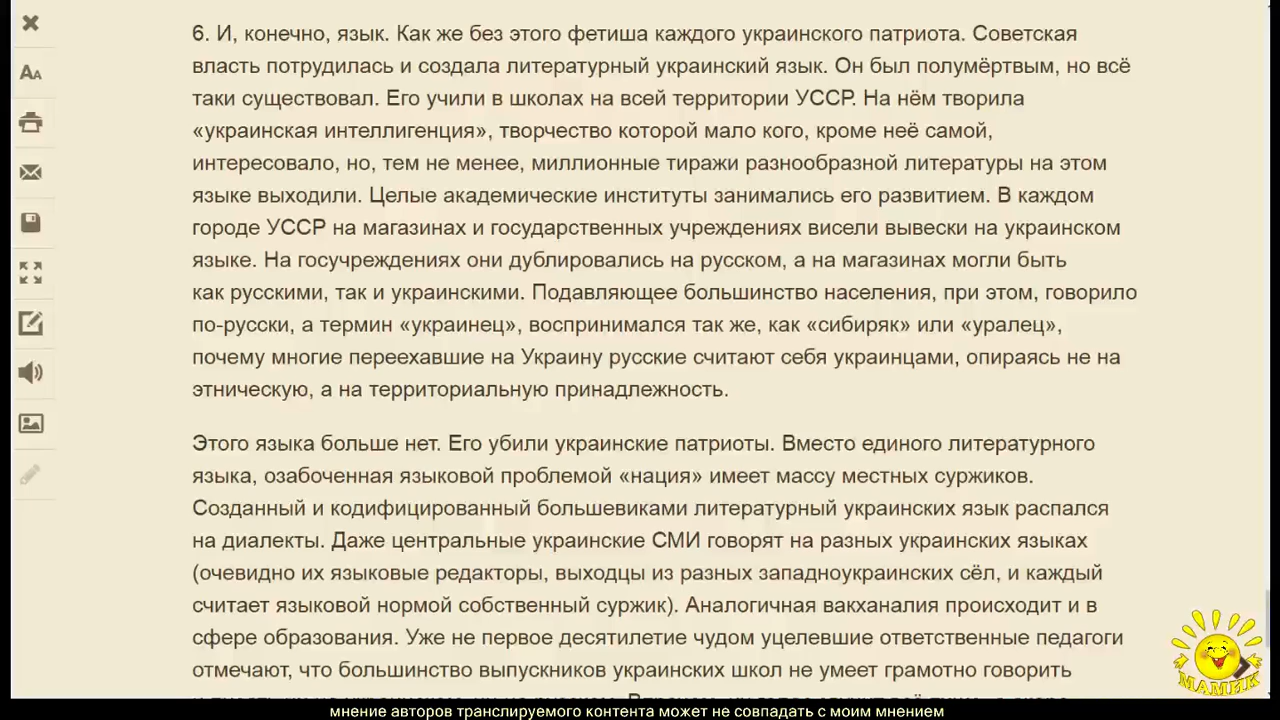 6. И, конечно, язык. Как же без этого фетиша каждого украинского патриота. Советская
власть потрудилась и создала литературный украинский язык. Он был полумёртвым, но всё
таки существовал. Его учили в школах на всей территории УССР. На нём творила
«украинская интеллигенция», творчество которой мало кого, кроме неё самой,
интересовало, но, тем не менее, миллионные тиражи разнообразной литературы на этом
языке выходили. Целые академические институты занимались его развитием. В каждом
городе УССР на магазинах и государственных учреждениях висели вывески на украинском
языке. На госучреждениях они дублировались на русском, а на магазинах могли быть
как русскими, так и украинскими. Подавляющее большинство населения, при этом, говорило
по-русски, а термин «украинец», воспринимался так же, как «сибиряк» или «уралец»,
почему многие переехавшие на Украину русские считают себя украинцами, опираясь не на
этническую, а на территориальную принадлежность.
Этого языка больше нет. Его убили украинские патриоты. Вместо единого литературного
языка, озабоченная языковой проблемой «нация» имеет массу местных суржиков.
Созданный и кодифицированный большевиками литературный украинских язык распался
на диалекты. Даже центральные украинские СМИ говорят на разных украинских языках
(очевидно их языковые редакторы, выходцы из разных западноукраинских сёл, и каждый
считает языковой нормой собственный суржик). Аналогичная вакханалия происходит и в
сфере образования. Уже не первое десятилетие чудом уцелевшие ответственные педагоги
отмечают, что большинство выпускников украинских школ не умеет грамотно говорить
МАМИК
мнение авторов транслируемого контента может не совпадать с моим мнением